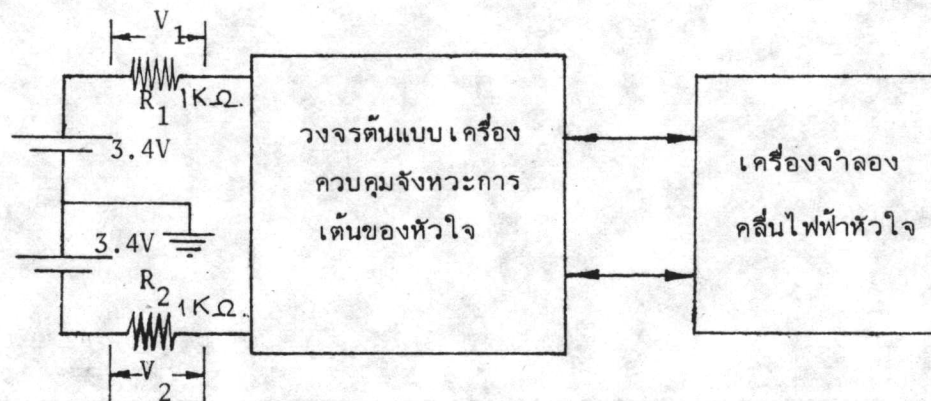 V1
R1 1KΩ.
3.4V
3.4V
R2 1KΩ.
V2
วงจรต้นแบบเครื่อง
ควบคุมจังหวะการ
เต้นของหัวใจ
เครื่องจำลอง
คลื่นไฟฟ้าหัวใจ